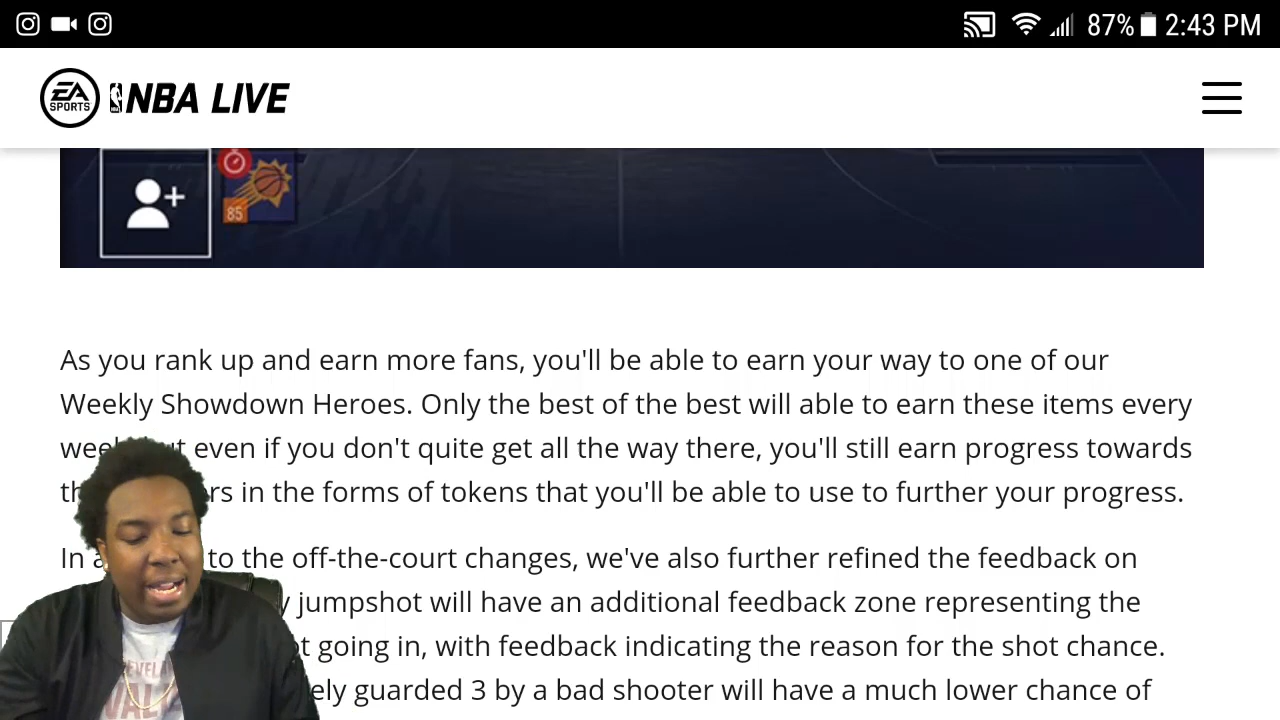 87% 2:43 PM
EA SPORTS NBA LIVE
85
As you rank up and earn more fans, you'll be able to earn your way to one of our
Weekly Showdown Heroes. Only the best of the best will able to earn these items every
even if you don't quite get all the way there, you'll still earn progress towards
in the forms of tokens that you'll be able to use to further your progress.
In to the off-the-court changes, we've also further refined the feedback on
jumpshot will have an additional feedback zone representing the
going in, with feedback indicating the reason for the shot chance.
guarded 3 by a bad shooter will have a much lower chance of